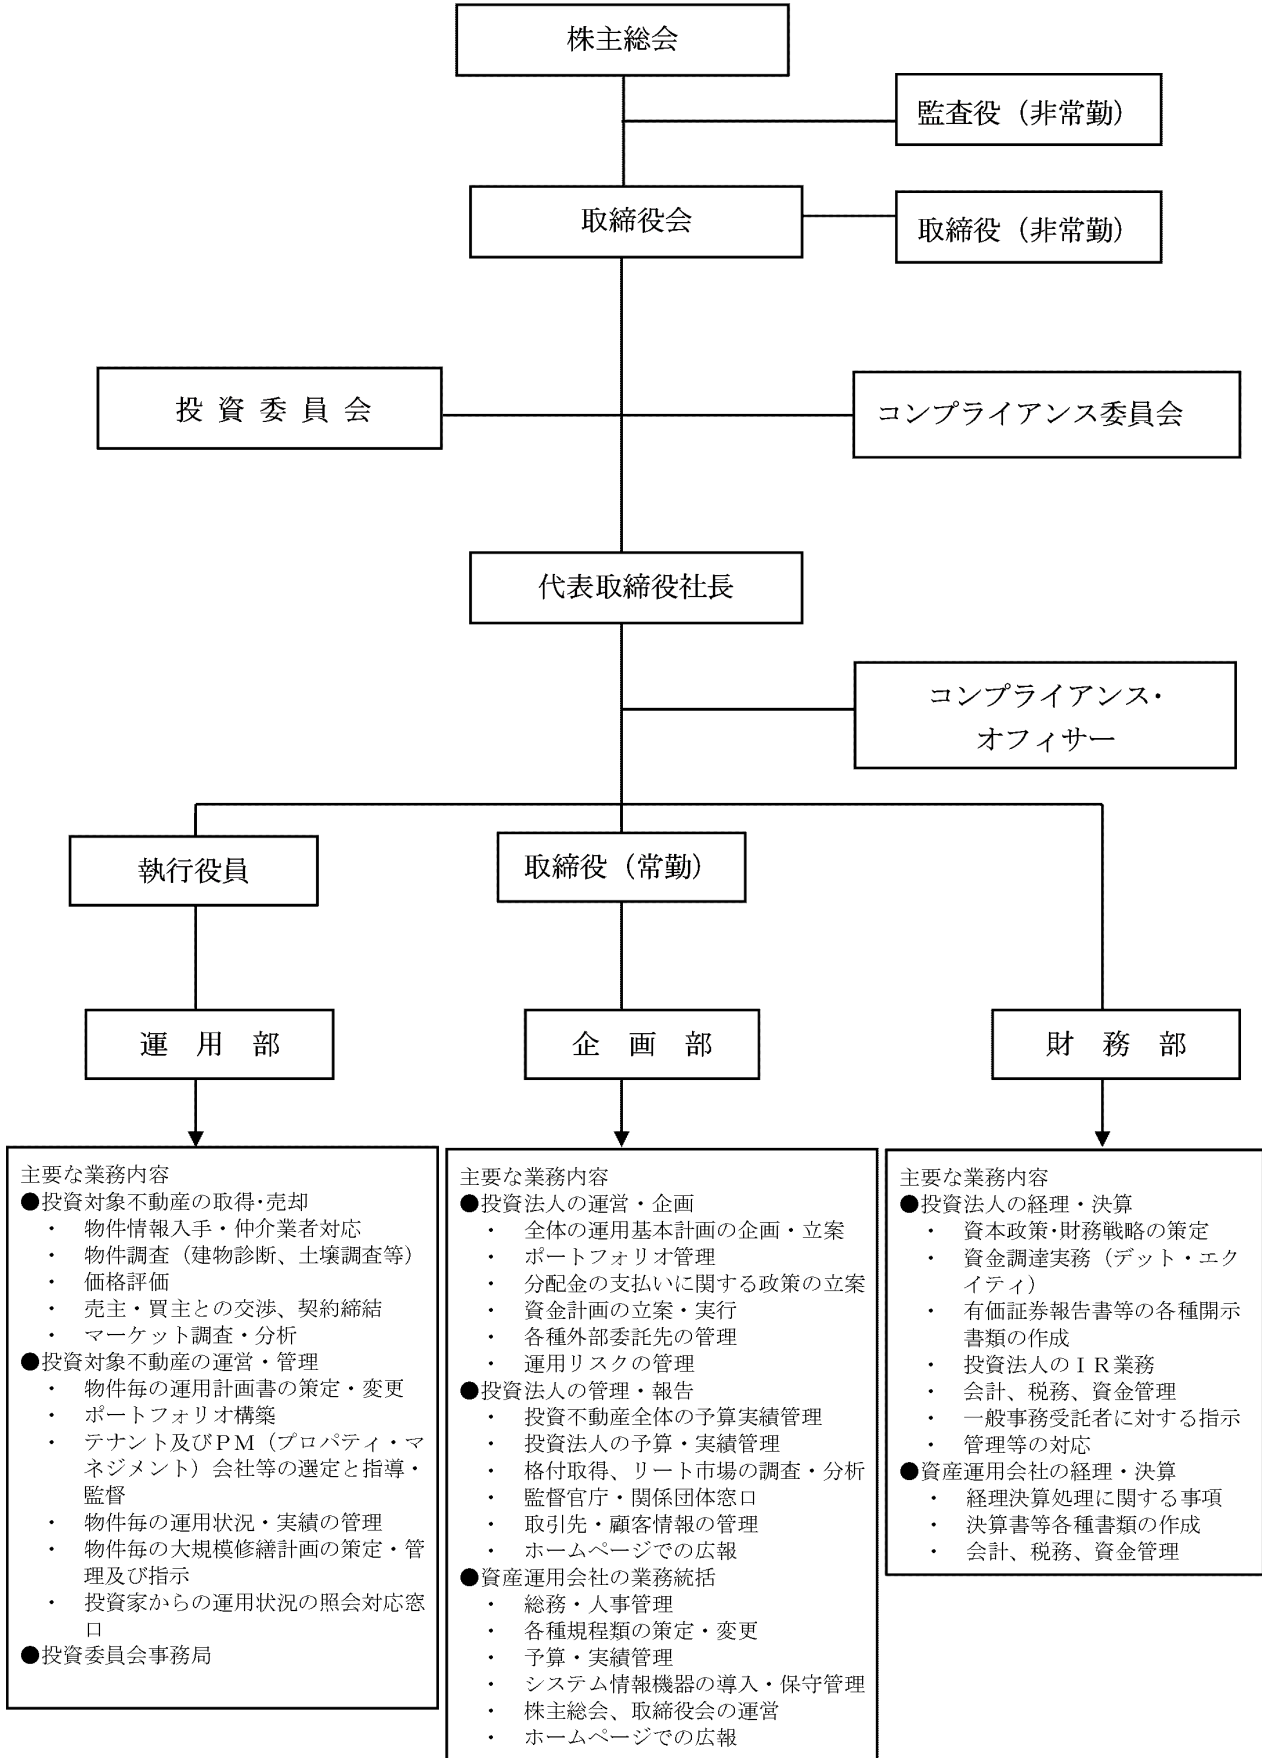 株主総会
監査役（非常勤）
取締役会
取締役（非常勤）
投 資 委 員 会
コンプライアンス委員会
代表取締役社長
コンプライアンス・
オフィサー
執行役員
取締役（常勤）
運 用 部
企 画 部
財 務 部
主要な業務内容
●投資対象不動産の取得・売却
・ 物件情報入手・仲介業者対応
・ 物件調査（建物診断、土壌調査等）
・ 価格評価
・ 売主・買主との交渉、契約締結
・ マーケット調査・分析
●投資対象不動産の運営・管理
・ 物件毎の運用計画書の策定・変更
・ ポートフォリオ構築
・ テナント及びＰＭ（プロパティ・マ
ネジメント）会社等の選定と指導・
監督
・ 物件毎の運用状況・実績の管理
・ 物件毎の大規模修繕計画の策定・管
理及び指示
・ 投資家からの運用状況の照会対応窓
口
●投資委員会事務局
主要な業務内容
●投資法人の運営・企画
・ 全体の運用基本計画の企画・立案
・ ポートフォリオ管理
・ 分配金の支払いに関する政策の立案
・ 資金計画の立案・実行
・ 各種外部委託先の管理
・ 運用リスクの管理
●投資法人の管理・報告
・ 投資不動産全体の予算実績管理
・ 投資法人の予算・実績管理
・ 格付取得、リート市場の調査・分析
・ 監督官庁・関係団体窓口
・ 取引先・顧客情報の管理
・ ホームページでの広報
●資産運用会社の業務統括
・ 総務・人事管理
・ 各種規程類の策定・変更
・ 予算・実績管理
・ システム情報機器の導入・保守管理
・ 株主総会、取締役会の運営
・ ホームページでの広報
主要な業務内容
●投資法人の経理・決算
・ 資本政策・財務戦略の策定
・ 資金調達実務（デット・エク
イティ）
・ 有価証券報告書等の各種開示
書類の作成
・ 投資法人のＩＲ業務
・ 会計、税務、資金管理
・ 一般事務受託者に対する指示
・ 管理等の対応
●資産運用会社の経理・決算
・ 経理決算処理に関する事項
・ 決算書等各種書類の作成
・ 会計、税務、資金管理